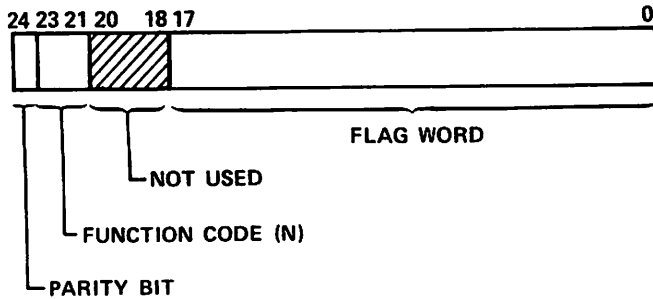 24 23 21 20 18 17 0
FLAG WORD
NOT USED
FUNCTION CODE (N)
PARITY BIT